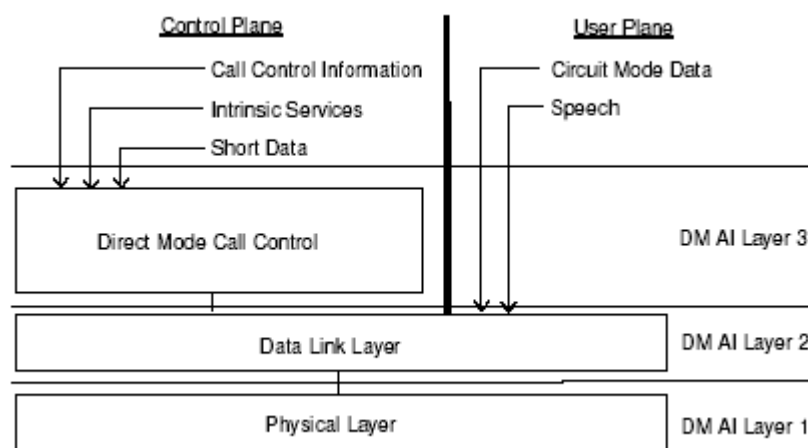 Control Plane
User Plane
Call Control Information
Circuit Mode Data
Intrinsic Services
Speech
Short Data
Direct Mode Call Control
DM AI Layer 3
Data Link Layer
DM AI Layer 2
Physical Layer
DM AI Layer 1